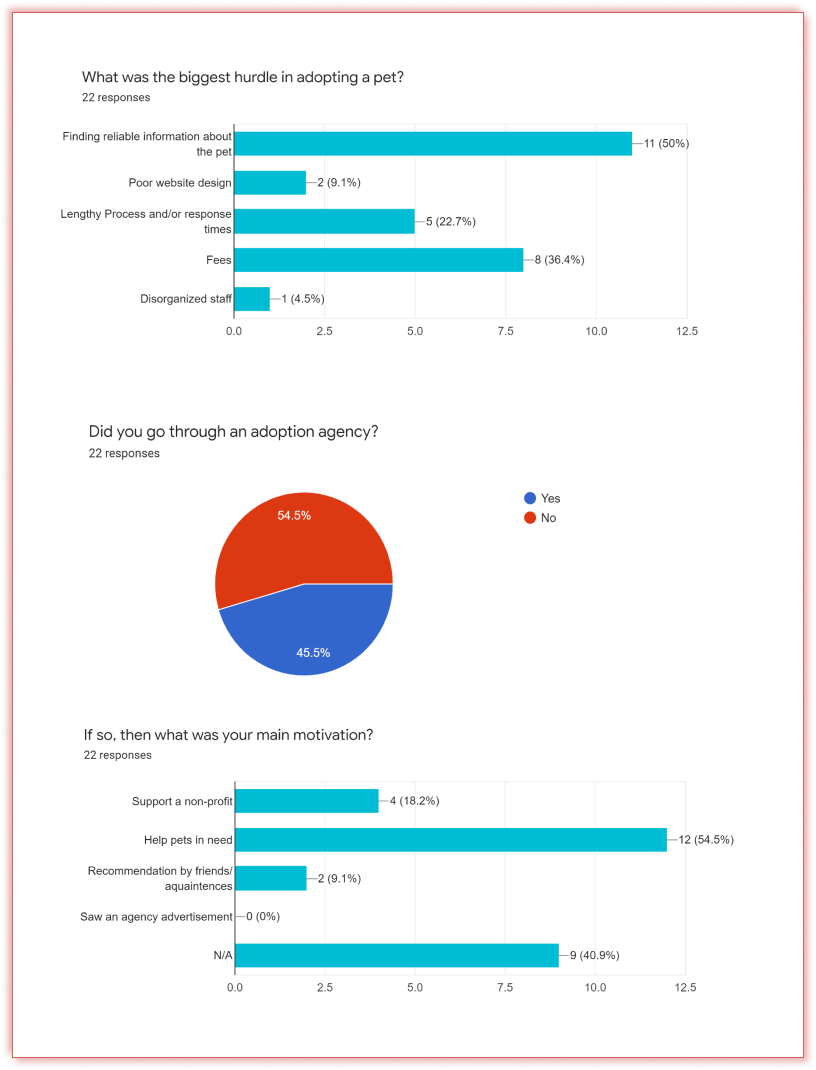 What was the biggest hurdle in adopting a pet?
22 responses
Finding reliable information about
the pet
11 (50%)
Poor website design
2 (9.1%)
Lengthy Process and/or response
times
5 (22.7%)
Fees
8 (36.4%)
Disorganized staff
1 (4.5%)
0.0 2.5 5.0 7.5 10.0 12.5
Did you go through an adoption agency?
22 responses
54.5%
45.5%
Yes
No
If so, then what was your main motivation?
22 responses
Support a non-profit
4 (18.2%)
Help pets in need
12 (54.5%)
Recommendation by friends/
aquaintences
2 (9.1%)
Saw an agency advertisement
0 (0%)
N/A
9 (40.9%)
0.0 2.5 5.0 7.5 10.0 12.5